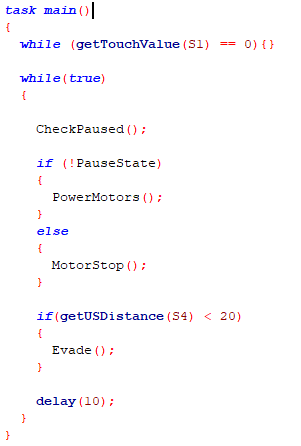 task main()
{
while (getTouchValue(S1) == 0){}
while(true)
{
CheckPaused();
if (!PauseState)
{
PowerMotors();
}
else
{
MotorStop();
}
if(getUSDistance(S4) < 20)
{
Evade();
}
delay(10);
}
}